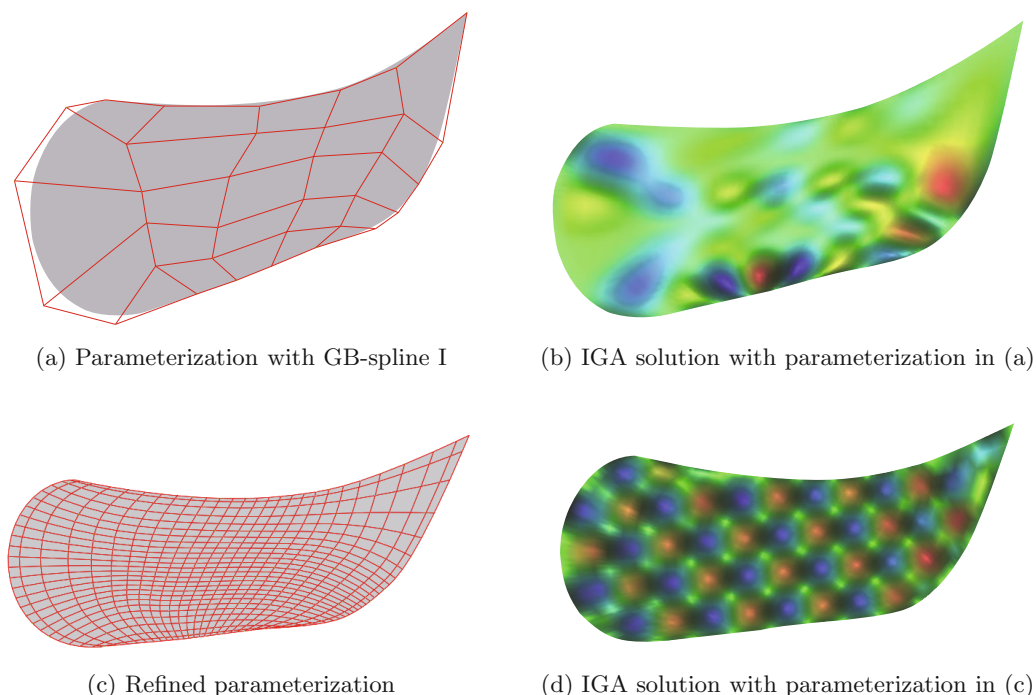 (a) Parameterization with GB-spline I
(b) IGA solution with parameterization in (a)
(c) Refined parameterization
(d) IGA solution with parameterization in (c)